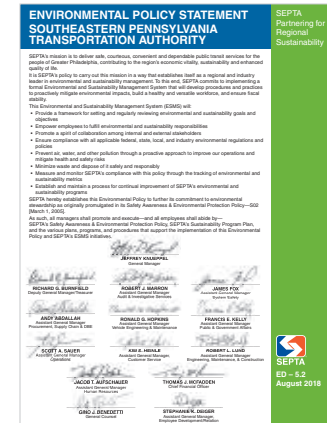 ENVIRONMENTAL POLICY STATEMENT
SOUTHEASTERN PENNSYLVANIA
TRANSPORTATION AUTHORITY
SEPTA
Partnering for
Regional
Sustainability
SEPTA's mission is to deliver safe, courteous, convenient and dependable public transit services for the
people of Greater Philadelphia, contributing to the region's economic vitality, sustainability and enhanced
quality of life.
It is SEPTA's policy to carry out this mission in a way that establishes itself as a regional and industry
leader in environmental and sustainability management. To this end, SEPTA commits to implementing a
formal Environmental and Sustainability Management System that will develop procedures and practices
to proactively mitigate environmental impacts, build a healthy and versatile workforce, and ensure fiscal
stability.
This Environmental and Sustainability Management System (ESMS) will:
• Provide a framework for setting and regularly reviewing environmental and sustainability goals and
objectives
• Empower employees to fulfill environmental and sustainability responsibilities
• Promote a spirit of collaboration among internal and external stakeholders
• Ensure compliance with all applicable federal, state, local, and industry environmental regulations and
policies
• Prevent air, water, and other pollution through a proactive approach to improve our operations and
mitigate health and safety risks
• Minimize waste and dispose of it safely and responsibly
• Measure and monitor SEPTA's compliance with this policy through the tracking of environmental and
sustainability metrics
• Establish and maintain a process for continual improvement of SEPTA's environmental and
sustainability programs
SEPTA hereby establishes this Environmental Policy to further its commitment to environmental
stewardship as originally promulgated in its Safety Awareness & Environmental Protection Policy—S02
[March 1, 2006].
As such, all managers shall promote and execute—and all employees shall abide by—
SEPTA's Safety Awareness & Environmental Protection Policy, SEPTA's Sustainability Program Plan,
and the various plans, programs, and procedures that support the implementation of this Environmental
Policy and SEPTA's ESMS initiatives.
JEFFREY KNUEPPEL
General Manager
RICHARD G. BURNFIELD
Deputy General Manager/Treasurer
ROBERT J. MARRON
Assistant General Manager
Audit & Investigative Services
JAMES FOX
Assistant General Manager
System Safety
ANDY ABDALLAH
Assistant General Manager
Procurement, Supply Chain & DBE
RONALD G. HOPKINS
Assistant General Manager
Vehicle Engineering & Maintenance
FRANCIS E. KELLY
Assistant General Manager
Public & Government Affairs
SCOTT A. SAUER
Assistant General Manager
Operations
KIM S. HEINLE
Assistant General Manager,
Customer Service
ROBERT L. LUND
Assistant General Manager
Engineering, Maintenance, & Construction
JACOB T. AUFSCHAUER
Assistant General Manager
Human Resources
THOMAS J. MCFADDEN
Chief Financial Officer
GINO J. BENEDETTI
General Counsel
STEPHANIE K. DEIGER
Assistant General Manager,
Employee Development/Relation
SEPTA
ED – 5.2
August 2018